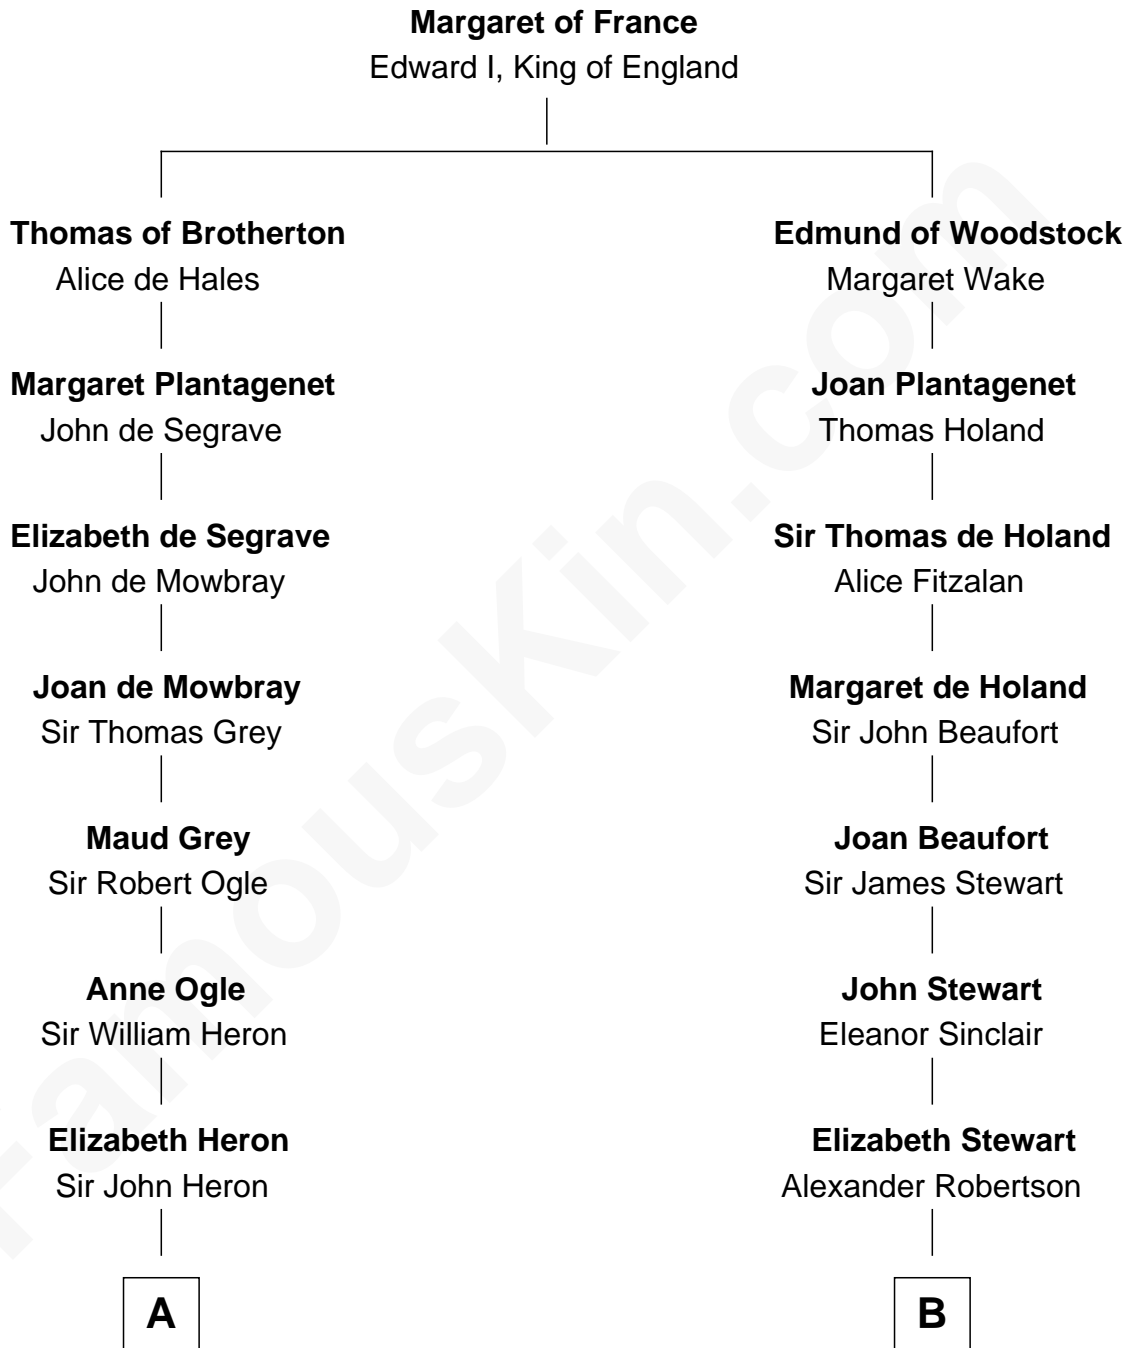 Margaret of France
Edward I, King of England
Thomas of Brotherton
Alice de Hales
Edmund of Woodstock
Margaret Wake
Margaret Plantagenet
John de Segrave
Joan Plantagenet
Thomas Holand
Elizabeth de Segrave
John de Mowbray
Sir Thomas de Holand
Alice Fitzalan
Joan de Mowbray
Sir Thomas Grey
Margaret de Holand
Sir John Beaufort
Maud Grey
Sir Robert Ogle
Joan Beaufort
Sir James Stewart
Anne Ogle
Sir William Heron
John Stewart
Eleanor Sinclair
Elizabeth Heron
Sir John Heron
Elizabeth Stewart
Alexander Robertson
A
B
FamousKin.com